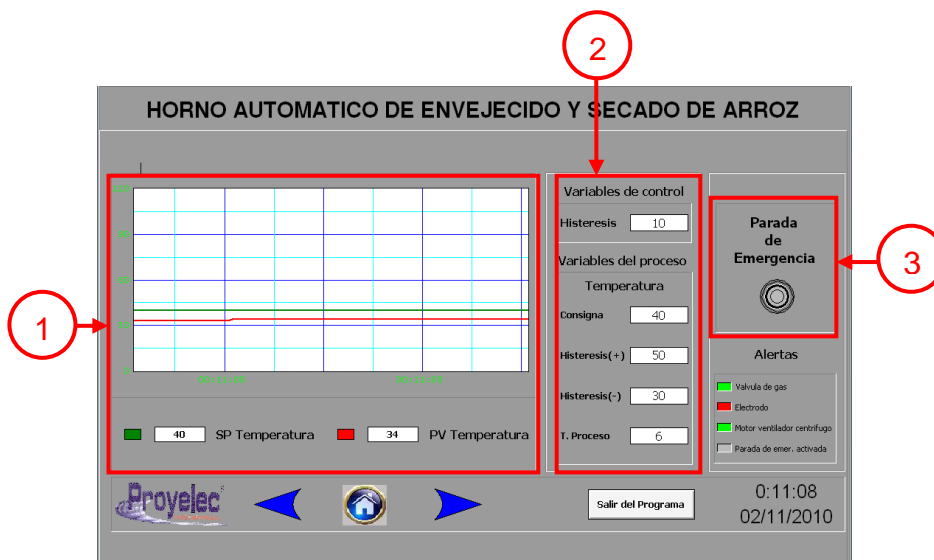 2
HORNO AUTOMATICO DE ENVEJECIDO Y SECADO DE ARROZ
Variables de control
Histeresis 10
Parada
de
Emergencia
Variables del proceso
Temperatura
3
Consigna 40
1
Histeresis(+) 50
Alertas
Valvula de gas
Histeresis(-) 30
Electrodo
Motor ventilador centrifugo
40 SP Temperatura 34 PV Temperatura
T. Proceso 6
Parada de emer. activada
Proyelec
Salir del Programa
0:11:08
02/11/2010